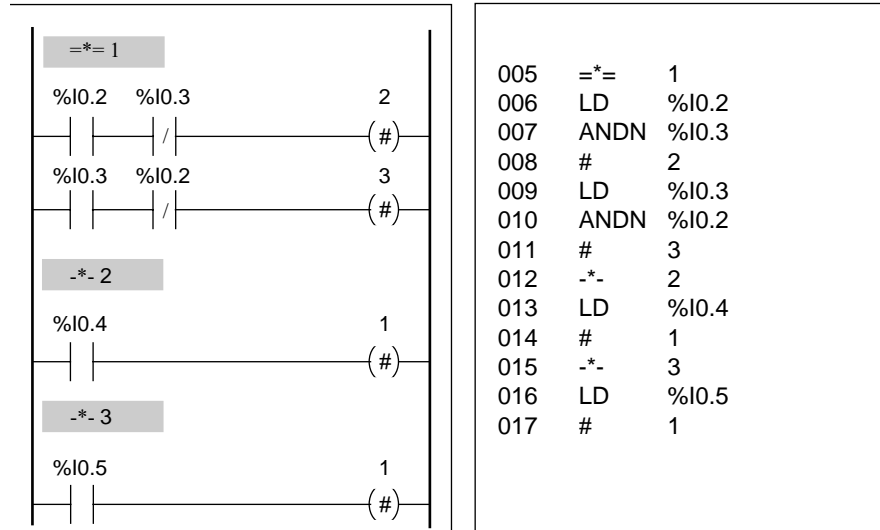 =*= 1
%I0.2 %I0.3 2
/ #
%I0.3 %I0.2 3
/ #
-*- 2
%I0.4 1
#
-*- 3
%I0.5 1
#
005 =*= 1
006 LD %I0.2
007 ANDN %I0.3
008 # 2
009 LD %I0.3
010 ANDN %I0.2
011 # 3
012 -*- 2
013 LD %I0.4
014 # 1
015 -*- 3
016 LD %I0.5
017 # 1